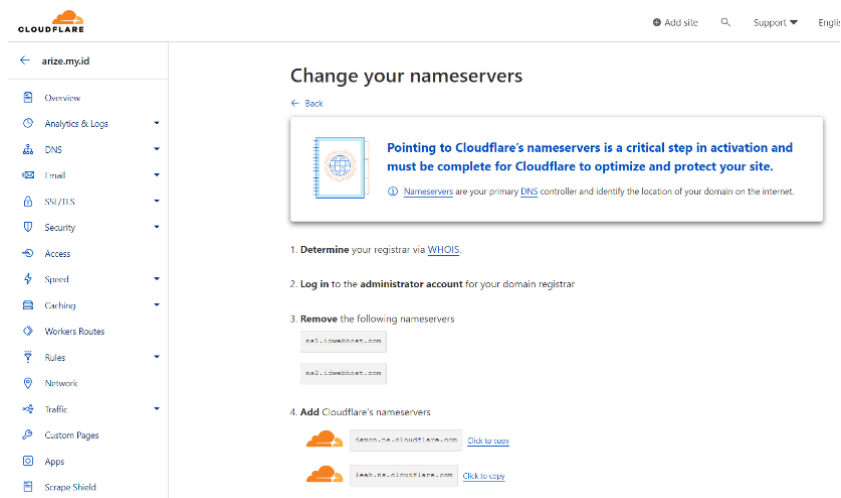 CLOUDFLARE
Add site
Support
Englis
arize.my.id
Overview
Analytics & Logs
DNS
Email
SSL/TLS
Security
Access
Speed
Caching
Workers Routes
Rules
Network
Traffic
Custom Pages
Apps
Scrape Shield
Change your nameservers
Back
Pointing to Cloudflare's nameservers is a critical step in activation and
must be complete for Cloudflare to optimize and protect your site.
Nameservers are your primary DNS controller and identify the location of your domain on the internet.
1. Determine your registrar via WHOIS.
2. Log in to the administrator account for your domain registrar
3. Remove the following nameservers
ns1.idwebhost.com
ns2.idwebhost.com
4. Add Cloudflare's nameservers
damon.ns.cloudflare.com Click to copy
leah.ns.cloudflare.com Click to copy